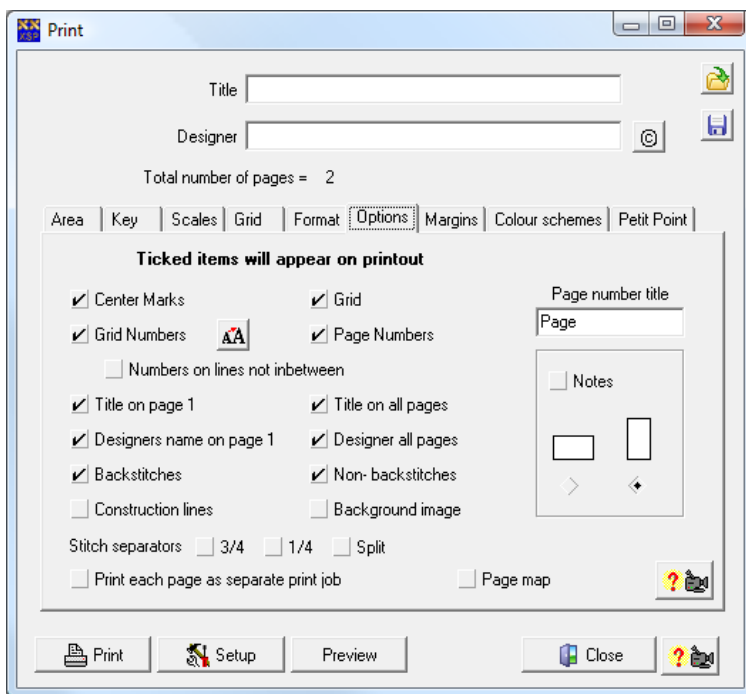 XX
XSP
Print
Title
Designer
©
Total number of pages = 2
Area Key Scales Grid Format Options Margins Colour schemes Petit Point
Ticked items will appear on printout
Center Marks Grid Page number title
Grid Numbers AA Page Numbers Page
Numbers on lines not inbetween
Notes
Title on page 1 Title on all pages
Designers name on page 1 Designer all pages
Backstitches Non- backstitches
Construction lines Background image
Stitch separators 3/4 1/4 Split
Print each page as separate print job Page map ?
Print Setup Preview Close ?